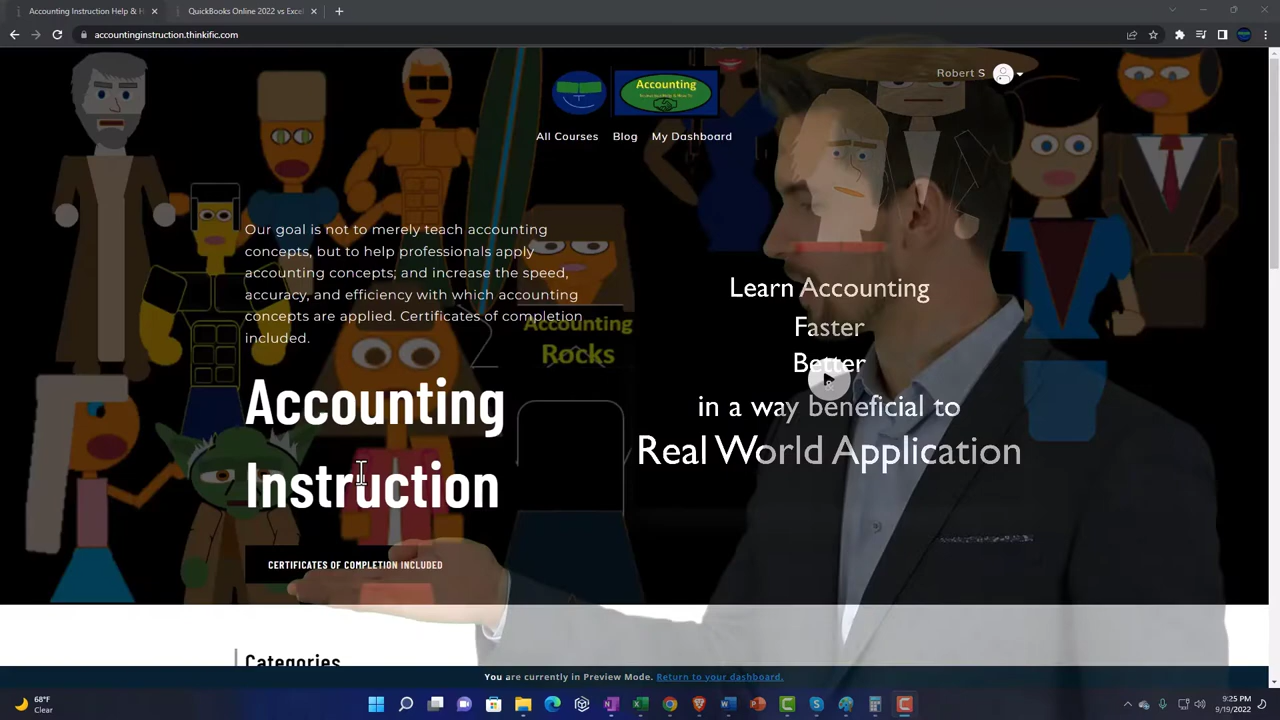 Accounting Instruction Help & H
QuickBooks Online 2022 vs Excel
accountinginstruction.thinkific.com
Robert S
Accounting
All Courses
Blog
My Dashboard
Our goal is not to merely teach accounting
concepts, but to help professionals apply
accounting concepts; and increase the speed,
accuracy, and efficiency with which accounting
concepts are applied. Certificates of completion
included.
Accounting
Rocks
Learn Accounting
Faster
Better
&
in a way beneficial to
Real World Application
Accounting
Instruction
CERTIFICATES OF COMPLETION INCLUDED
Categories
You are currently in Preview Mode. Return to your dashboard.
68°F
Clear
9:25 PM
9/19/2022